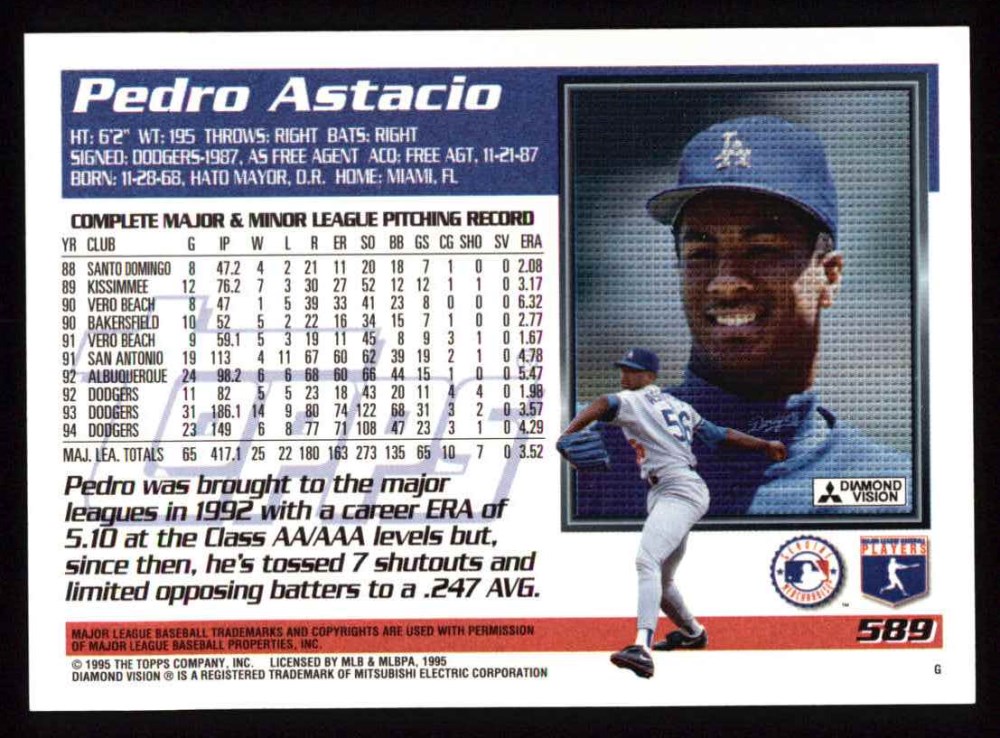 Pedro Astacio
HT: 6'2" WT: 195 THROWS: RIGHT BATS: RIGHT
SIGNED: DODGERS-1987, AS FREE AGENT ACQ: FREE AGT, 11-21-87
BORN: 11-28-68, HATO MAYOR, D.R. HOME: MIAMI, FL
COMPLETE MAJOR & MINOR LEAGUE PITCHING RECORD
YR CLUB G IP W L R ER SO BB GS CG SHO SV ERA
88 SANTO DOMINGO 8 47.2 4 2 21 11 20 18 7 1 0 0 2.08
89 KISSIMMEE 12 76.2 7 3 30 27 52 12 12 1 1 0 3.17
90 VERO BEACH 8 47 1 5 39 33 41 23 8 0 0 0 6.32
90 BAKERSFIELD 10 52 5 2 22 16 34 15 7 1 0 0 2.77
91 VERO BEACH 9 59.1 5 3 19 11 45 8 9 3 1 0 1.67
91 SAN ANTONIO 19 113 4 11 67 60 62 39 19 2 1 0 4.78
92 ALBUQUERQUE 24 98.2 6 6 68 60 66 44 15 1 0 0 5.47
92 DODGERS 11 82 5 5 23 18 43 20 11 4 4 0 1.98
93 DODGERS 31 186.1 14 9 80 74 122 68 31 3 2 0 3.57
94 DODGERS 23 149 6 8 77 71 108 47 23 3 1 0 4.29
MAJ. LEA. TOTALS 65 417.1 25 22 180 163 273 135 65 10 7 0 3.52
Topps
Pedro was brought to the major
leagues in 1992 with a career ERA of
5.10 at the Class AA/AAA levels but,
since then, he's tossed 7 shutouts and
limited opposing batters to a .247 AVG.
LA
56
DIAMOND
VISION
MAJOR LEAGUE BASEBALL
PLAYERS
589
MAJOR LEAGUE BASEBALL TRADEMARKS AND COPYRIGHTS ARE USED WITH PERMISSION
OF MAJOR LEAGUE BASEBALL PROPERTIES, INC.
© 1995 THE TOPPS COMPANY, INC. LICENSED BY MLB & MLBPA, 1995
DIAMOND VISION ® IS A REGISTERED TRADEMARK OF MITSUBISHI ELECTRIC CORPORATION
G